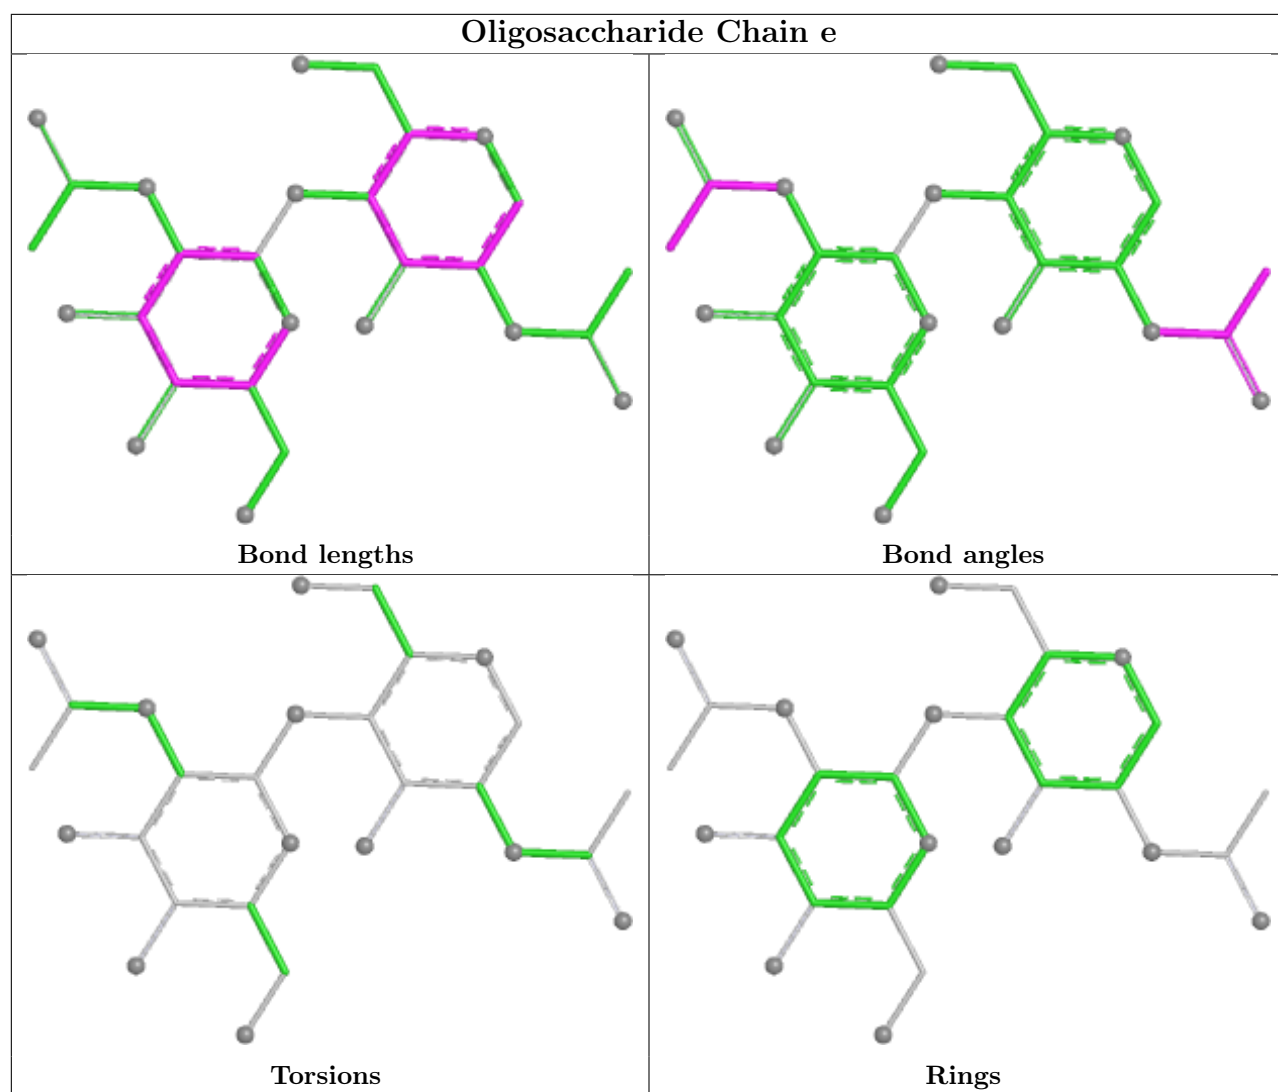 Oligosaccharide Chain e
Bond lengths
Bond angles
Torsions
Rings